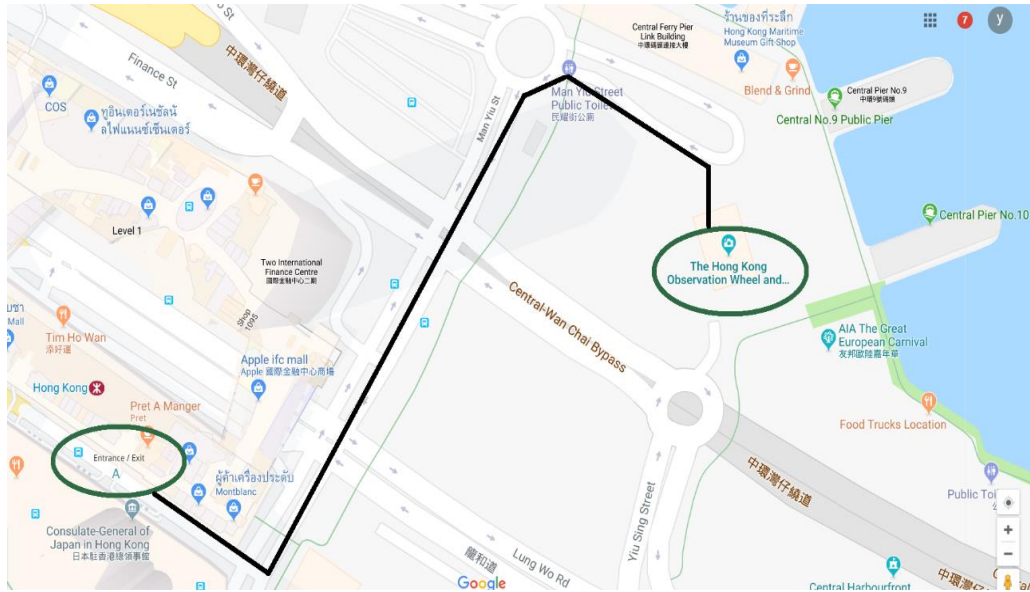 ร้านของที่ระลึก
Hong Kong Maritime
Museum Gift Shop
7
y
Central Ferry Pier
Link Building
中環碼頭連接大樓
中環灣仔繞道
Finance St
COS
ทูอินเตอร์เนชันน
ลไฟแนนซ์เซ็นเตอร์
Man Yiu St
Man Yiu Street
Public Toilet
民耀街公廁
Blend & Grind
Central Pier No.9
中環9號碼頭
Central No.9 Public Pier
Central Pier No.10
Level 1
Two International
Finance Centre
國際金融中心二期
Shop
1095
The Hong Kong
Observation Wheel and...
Central-Wan Chai Bypass
AIA The Great
European Carnival
友邦歐陸嘉年華
Mall
Tim Ho Wan
添好運
Apple ifc mall
Apple 國際金融中心商場
Hong Kong
Pret A Manger
Pret
Food Trucks Location
Entrance / Exit
A
ผู้ค้าเครื่องประดับ
Montblanc
中環灣仔繞道
Public
Consulate-General of
Japan in Hong Kong
日本駐香港總領事館
Yiu Sing Street
龍和道
Lung Wo Rd
Google
Central Harbourfront
中環灣仔